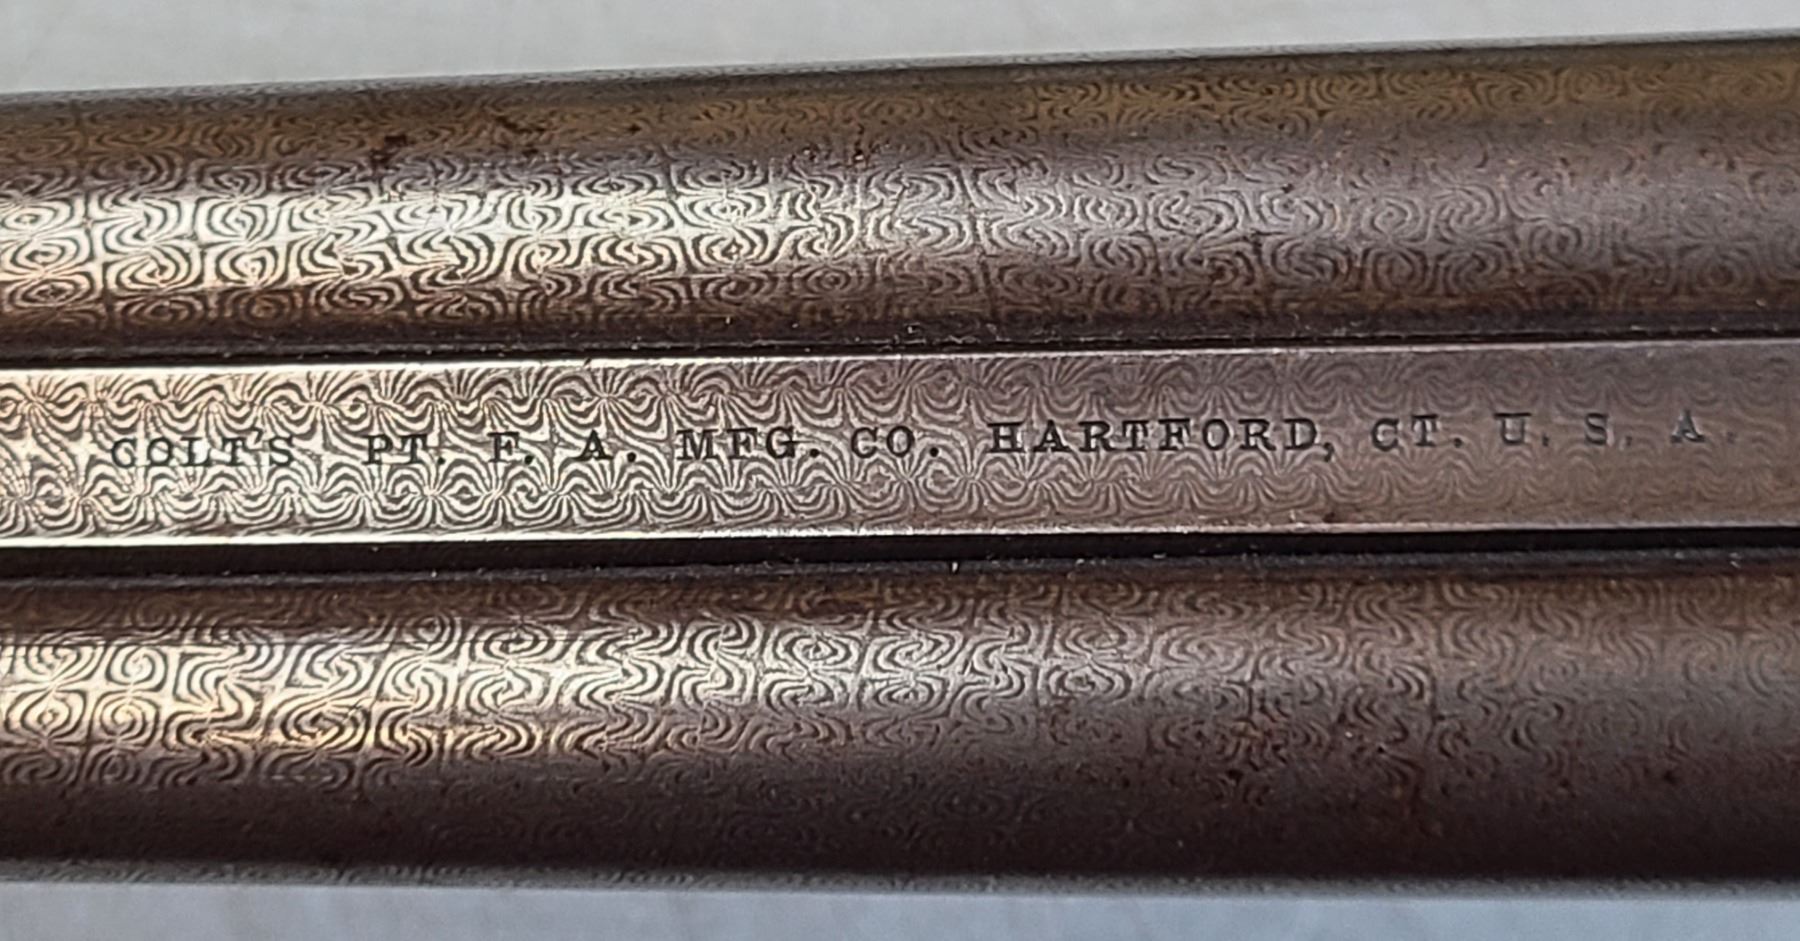 COLT'S PT. F. A. MFG. CO. HARTFORD, CT. U. S. A.